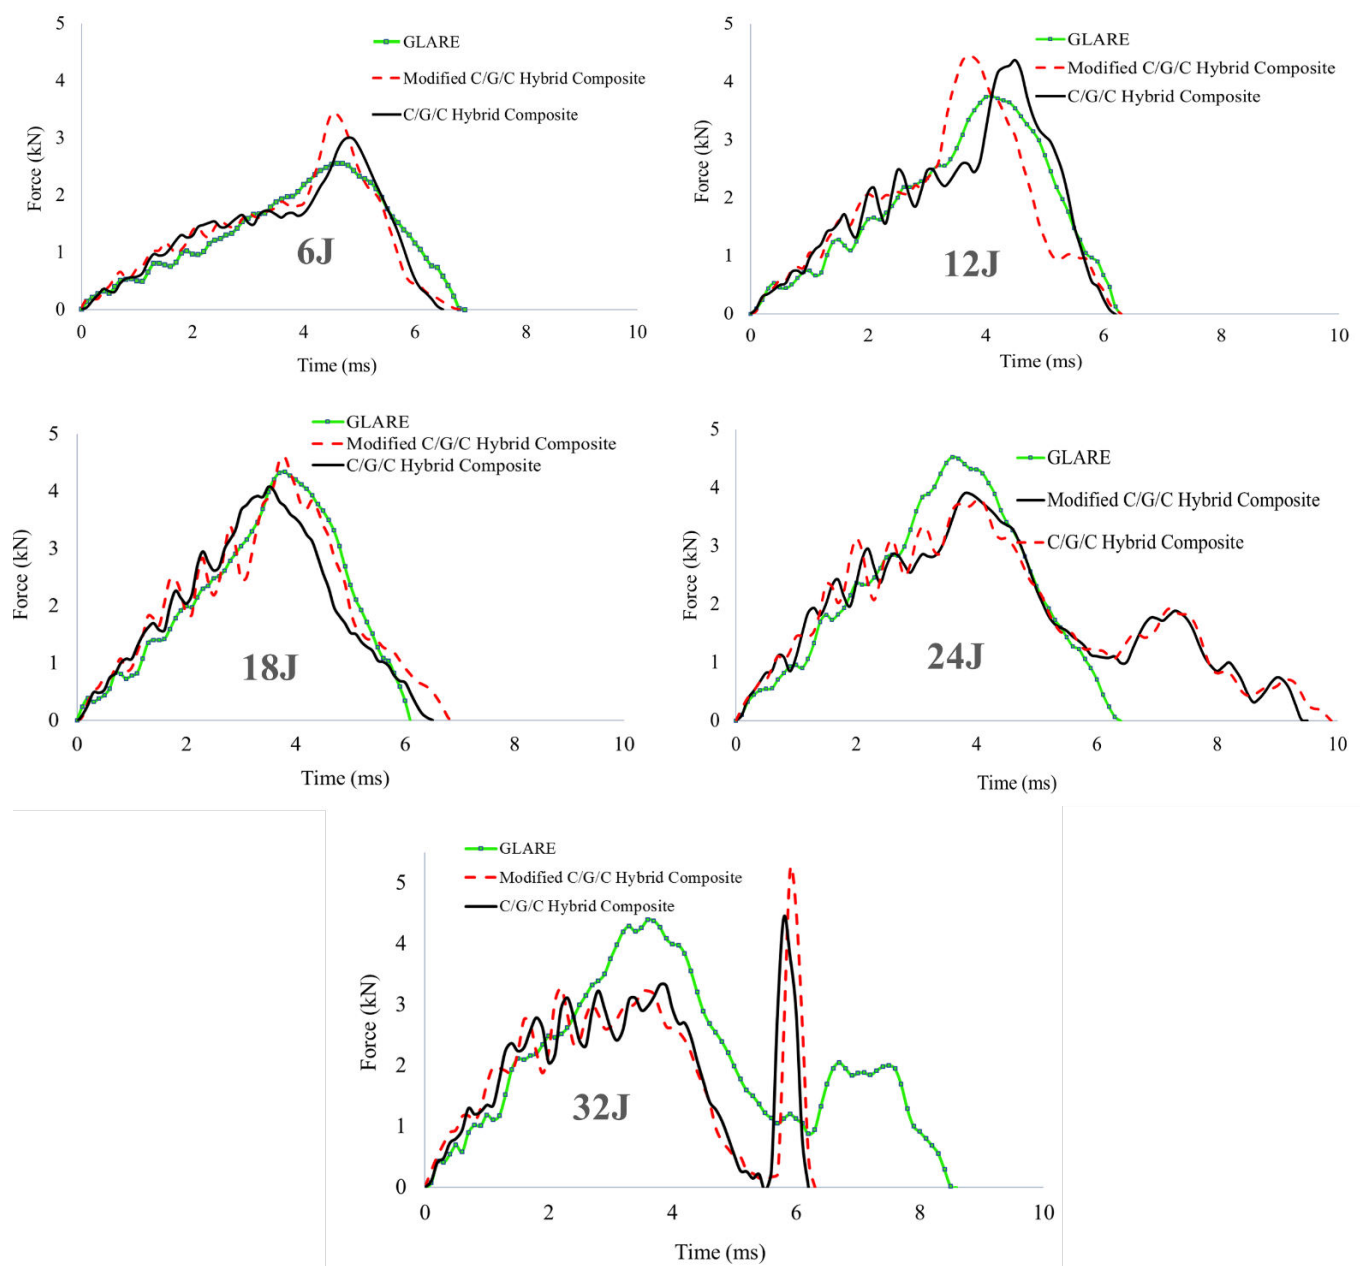 5
4
3
2
1
0
Force (kN)
GLARE
Modified C/G/C Hybrid Composite
C/G/C Hybrid Composite
6J
0 2 4 6 8 10
Time (ms)
5
4
3
2
1
0
Force (kN)
GLARE
Modified C/G/C Hybrid Composite
C/G/C Hybrid Composite
12J
0 2 4 6 8 10
Time (ms)
5
4
3
2
1
0
Force (kN)
GLARE
Modified C/G/C Hybrid Composite
C/G/C Hybrid Composite
18J
0 2 4 6 8 10
Time (ms)
5
4
3
2
1
0
Force (kN)
GLARE
Modified C/G/C Hybrid Composite
C/G/C Hybrid Composite
24J
0 2 4 6 8 10
Time (ms)
5
4
3
2
1
0
Force (kN)
GLARE
Modified C/G/C Hybrid Composite
C/G/C Hybrid Composite
32J
0 2 4 6 8 10
Time (ms)